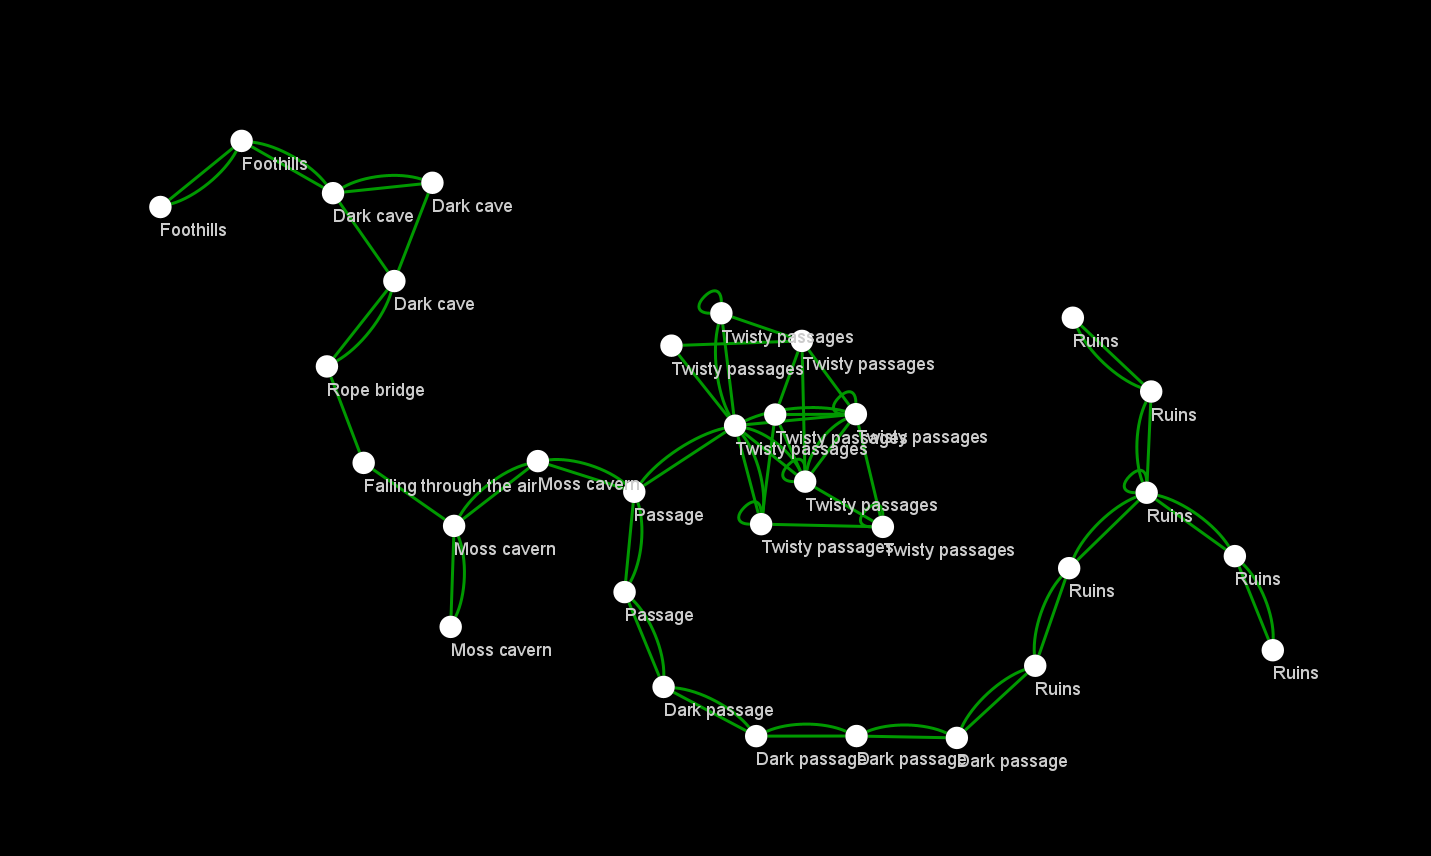 Foothills
Foothills
Dark cave
Dark cave
Dark cave
Rope bridge
Falling through the air
Moss cavern
Moss cavern
Moss cavern
Passage
Passage
Twisty passages
Twisty passages
Twisty passages
Twisty passages
Twisty passages
Twisty passages
Twisty passages
Twisty passages
Twisty passages
Dark passage
Dark passage
Dark passage
Dark passage
Ruins
Ruins
Ruins
Ruins
Ruins
Ruins
Ruins